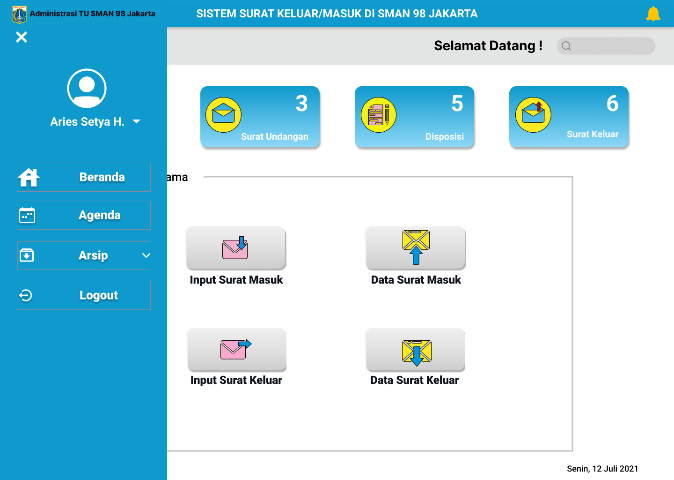 Administrasi TU SMAN 98 Jakarta
SISTEM SURAT KELUAR/MASUK DI SMAN 98 JAKARTA
Selamat Datang !
Aries Setya H.
Beranda
Agenda
Arsip
Logout
3
Surat Undangan
5
Disposisi
6
Surat Keluar
ama
Input Surat Masuk
Data Surat Masuk
Input Surat Keluar
Data Surat Keluar
Senin, 12 Juli 2021